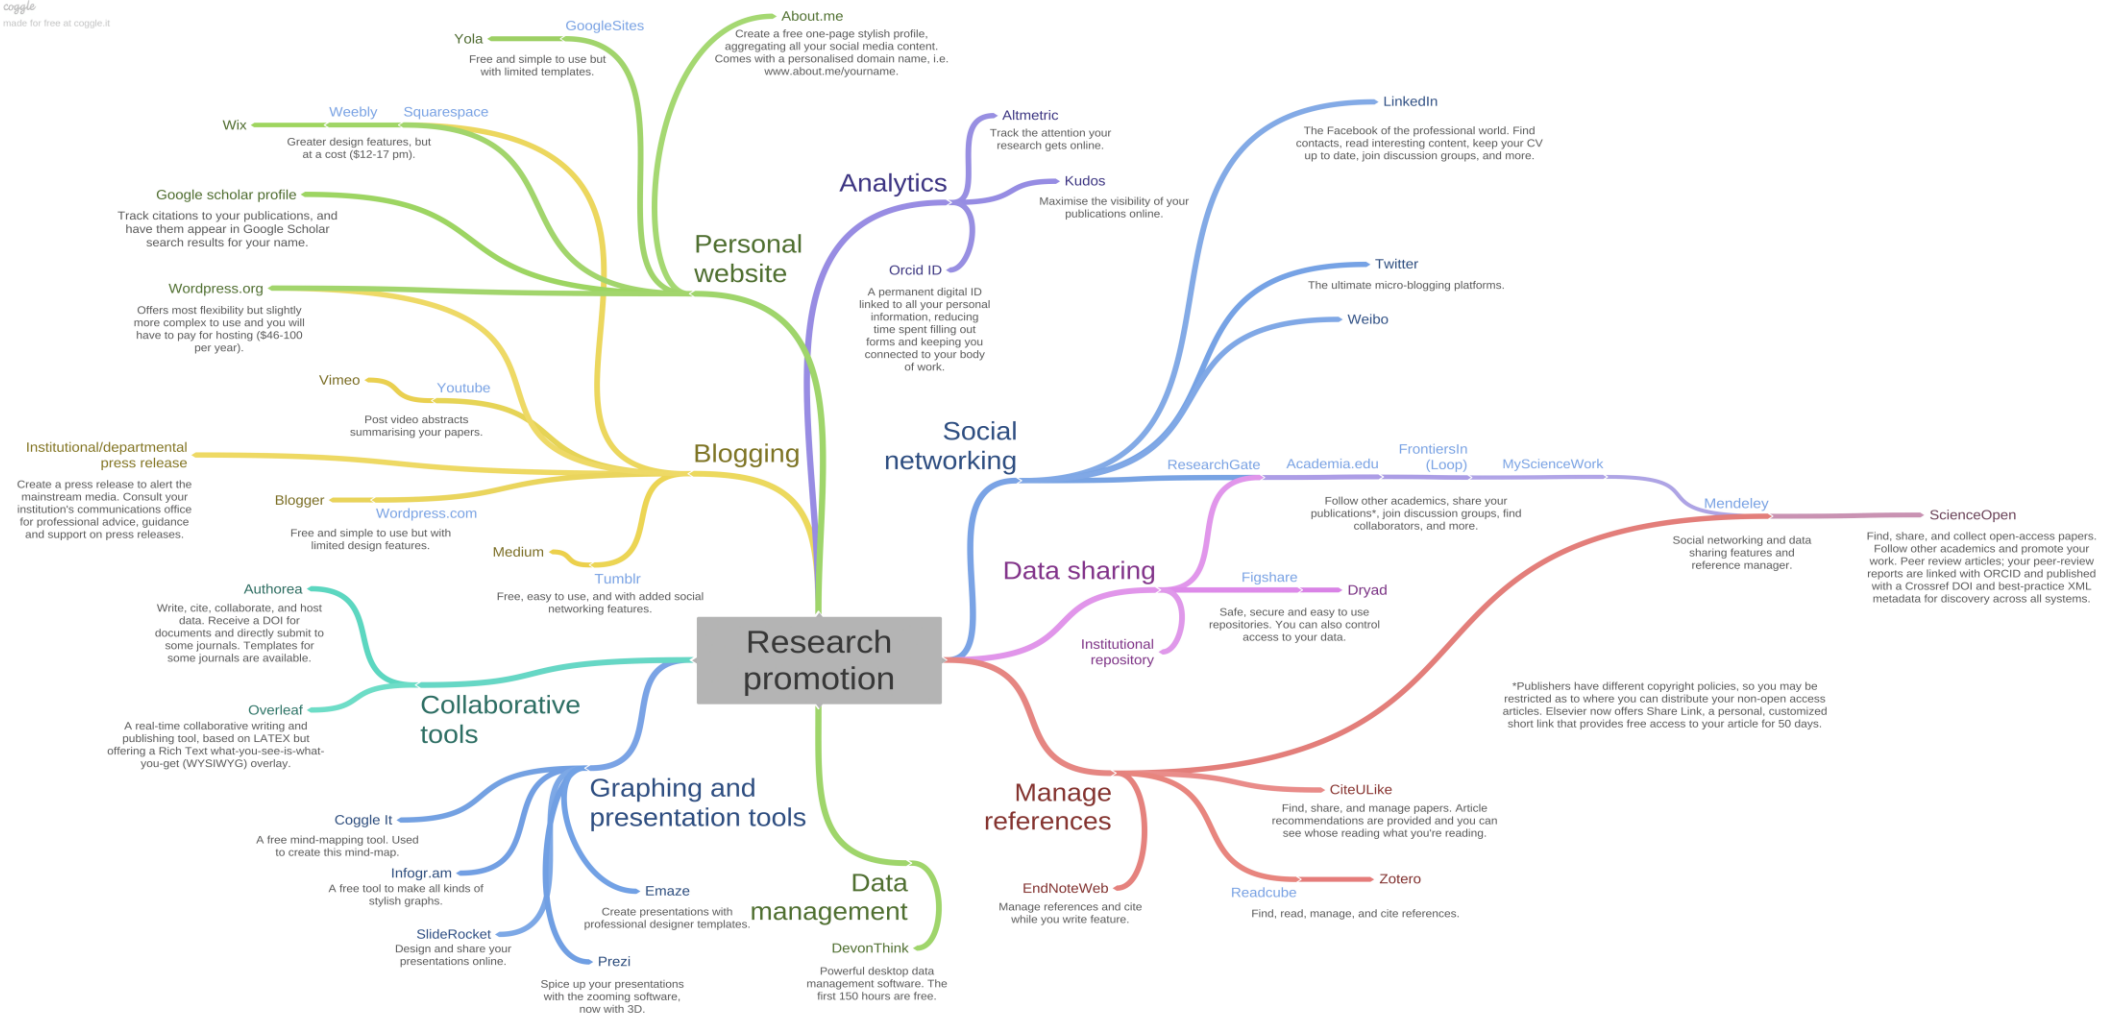 coggle
made for free at coggle.it
About.me
Create a free one-page stylish profile,
aggregating all your social media content.
Comes with a personalised domain name, i.e.
www.about.me/yourname.
GoogleSites
Yola
Free and simple to use but
with limited templates.
Weebly
Squarespace
Wix
Greater design features, but
at a cost ($12-17 pm).
Google scholar profile
Track citations to your publications, and
have them appear in Google Scholar
search results for your name.
Personal
website
Wordpress.org
Offers most flexibility but slightly
more complex to use and you will
have to pay for hosting ($46-100
per year).
Vimeo
Youtube
Post video abstracts
summarising your papers.
Institutional/departmental
press release
Create a press release to alert the
mainstream media. Consult your
institution's communications office
for professional advice, guidance
and support on press releases.
Blogging
Blogger
Wordpress.com
Free and simple to use but with
limited design features.
Medium
Tumblr
Free, easy to use, and with added social
networking features.
Analytics
Altmetric
Track the attention your
research gets online.
Kudos
Maximise the visibility of your
publications online.
Orcid ID
A permanent digital ID
linked to all your personal
information, reducing
time spent filling out
forms and keeping you
connected to your body
of work.
LinkedIn
The Facebook of the professional world. Find
contacts, read interesting content, keep your CV
up to date, join discussion groups, and more.
Twitter
The ultimate micro-blogging platforms.
Weibo
Social
networking
ResearchGate
Academia.edu
FrontiersIn
(Loop)
MyScienceWork
Follow other academics, share your
publications*, join discussion groups, find
collaborators, and more.
Mendeley
Social networking and data
sharing features and
reference manager.
ScienceOpen
Find, share, and collect open-access papers.
Follow other academics and promote your
work. Peer review articles; your peer-review
reports are linked with ORCID and published
with a Crossref DOI and best-practice XML
metadata for discovery across all systems.
Data sharing
Figshare
Dryad
Safe, secure and easy to use
repositories. You can also control
access to your data.
Institutional
repository
Research
promotion
*Publishers have different copyright policies, so you may be
restricted as to where you can distribute your non-open access
articles. Elsevier now offers Share Link, a personal, customized
short link that provides free access to your article for 50 days.
Authorea
Write, cite, collaborate, and host
data. Receive a DOI for
documents and directly submit to
some journals. Templates for
some journals are available.
Overleaf
A real-time collaborative writing and
publishing tool, based on LATEX but
offering a Rich Text what-you-see-is-what-
you-get (WYSIWYG) overlay.
Collaborative
tools
Graphing and
presentation tools
Coggle It
A free mind-mapping tool. Used
to create this mind-map.
Infogr.am
A free tool to make all kinds of
stylish graphs.
SlideRocket
Design and share your
presentations online.
Emaze
Create presentations with
professional designer templates.
Prezi
Spice up your presentations
with the zooming software,
now with 3D.
Data
management
DevonThink
Powerful desktop data
management software. The
first 150 hours are free.
Manage
references
CiteULike
Find, share, and manage papers. Article
recommendations are provided and you can
see whose reading what you're reading.
EndNoteWeb
Manage references and cite
while you write feature.
Readcube
Zotero
Find, read, manage, and cite references.